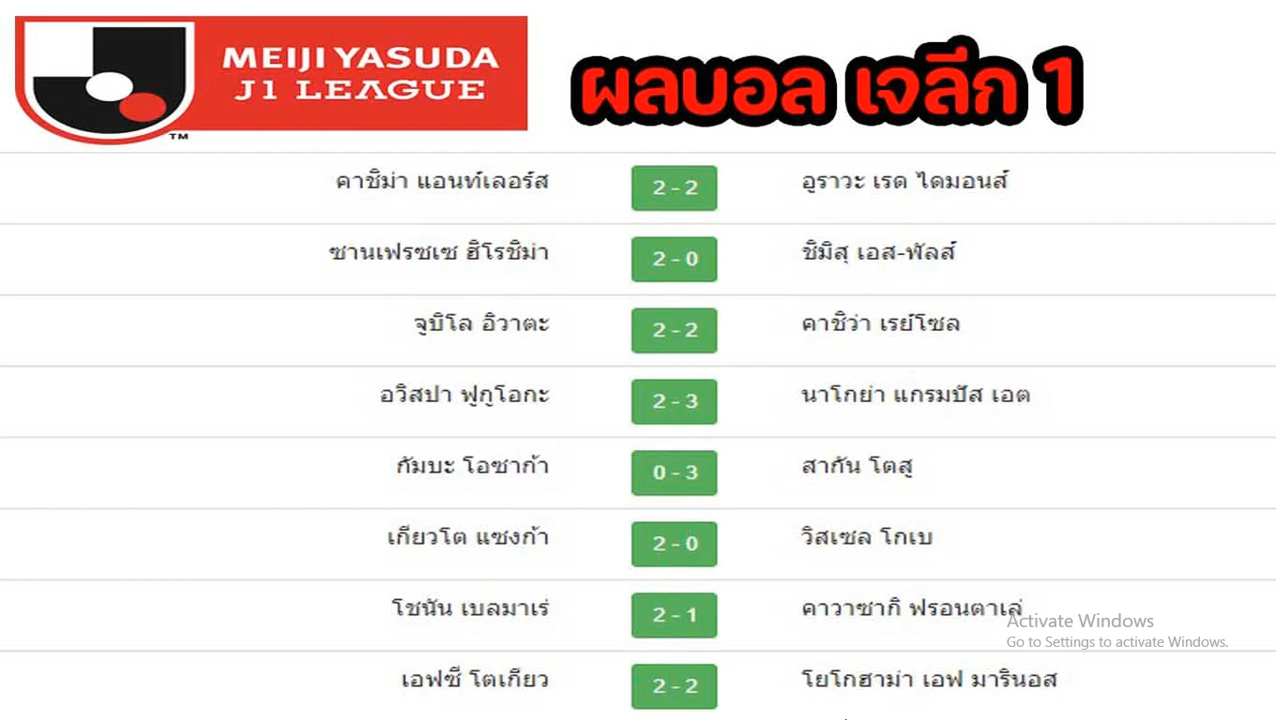 MEIJI YASUDA
J1 LEAGUE
TM
ผลบอล เจลีก 1
คาชิม่า แอนท์เลอร์ส 2 - 2 อูราวะ เรด ไดมอนส์
ซานเฟรซเซ ฮิโรชิม่า 2 - 0 ชิมิสุ เอส-พัลส์
จูบิโล อิวาตะ 2 - 2 คาชิว่า เรย์โซล
อวิสปา ฟูกูโอกะ 2 - 3 นาโกย่า แกรมปัส เอต
กัมบะ โอซาก้า 0 - 3 สากัน โตสุ
เกียวโต แซงก้า 2 - 0 วิสเซล โกเบ
โชนัน เบลมาเร่ 2 - 1 คาวาซากิ ฟรอนตาเล่
Activate Windows
Go to Settings to activate Windows.
เอฟซี โตเกียว 2 - 2 โยโกฮาม่า เอฟ มารินอส